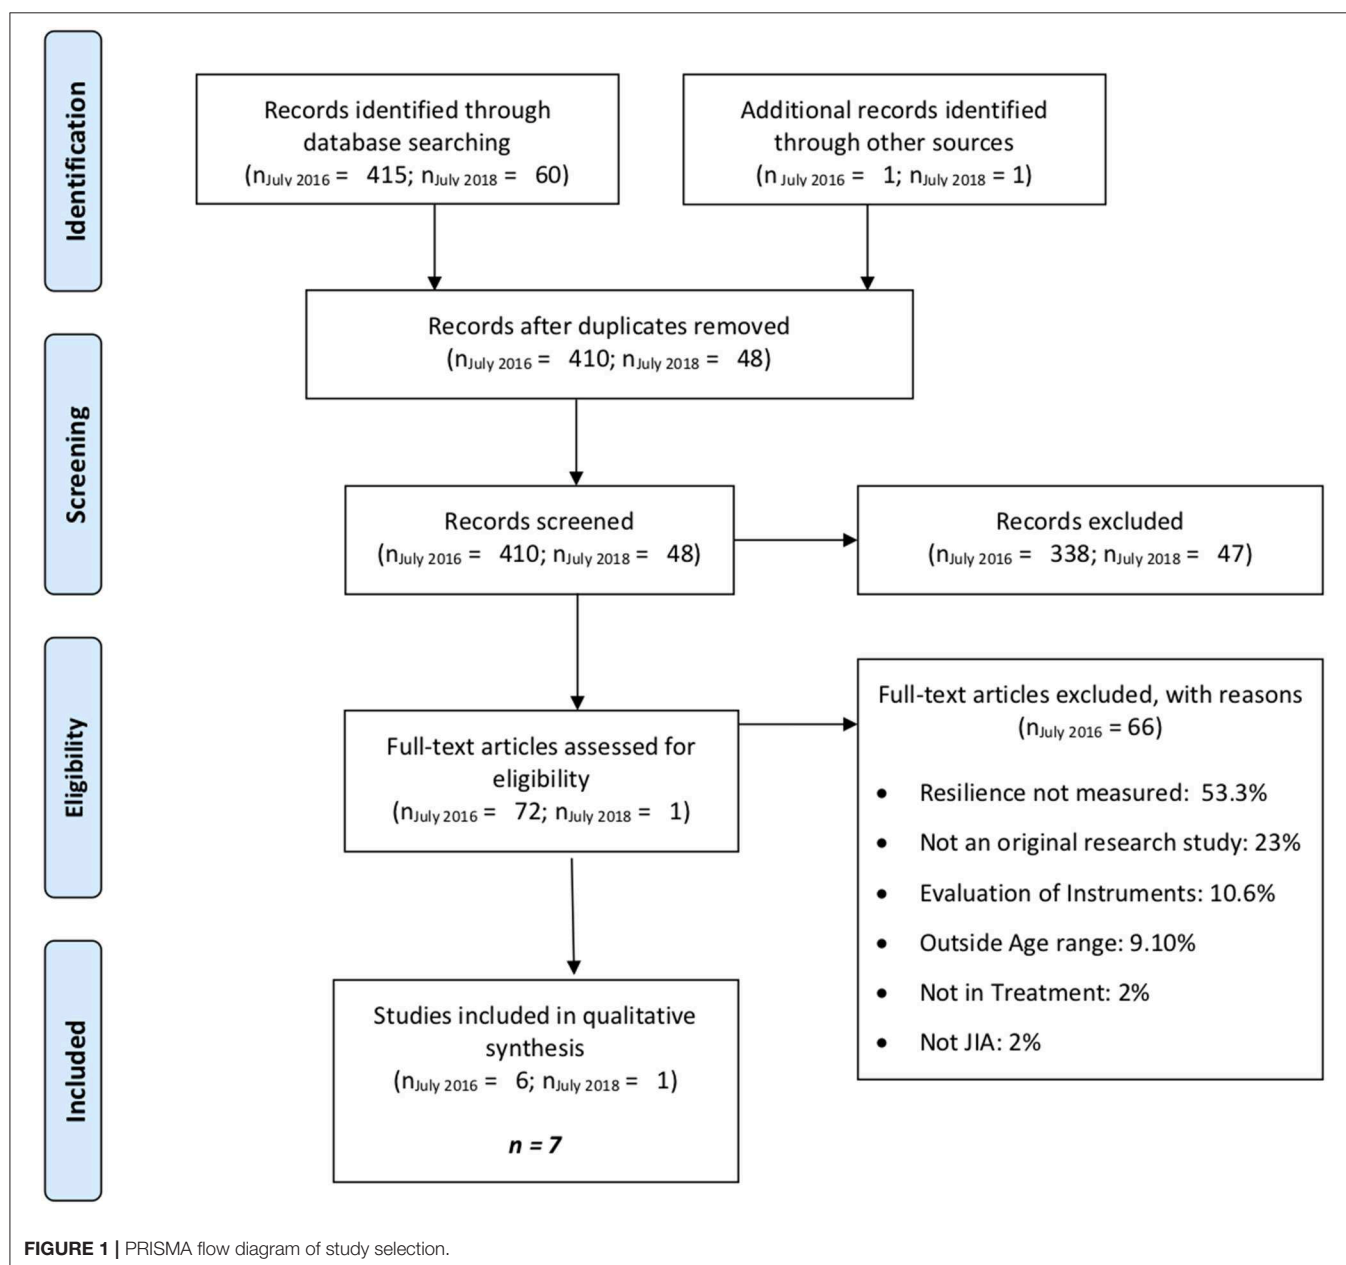 Identification
Records identified through
database searching
(nJuly 2016 = 415; nJuly 2018 = 60)
Additional records identified
through other sources
(n July 2016 = 1; nJuly 2018 = 1)
Records after duplicates removed
(nJuly 2016 = 410; nJuly 2018 = 48)
Screening
Records screened
(nJuly 2016 = 410; nJuly 2018 = 48)
Records excluded
(nJuly 2016 = 338; nJuly 2018 = 47)
Eligibility
Full-text articles assessed for
eligibility
(nJuly 2016 = 72; nJuly 2018 = 1)
Full-text articles excluded, with reasons
(nJuly 2016 = 66)
• Resilience not measured: 53.3%
• Not an original research study: 23%
• Evaluation of Instruments: 10.6%
• Outside Age range: 9.10%
• Not in Treatment: 2%
• Not JIA: 2%
Included
Studies included in qualitative
synthesis
(nJuly 2016 = 6; nJuly 2018 = 1)
n = 7
FIGURE 1 | PRISMA flow diagram of study selection.